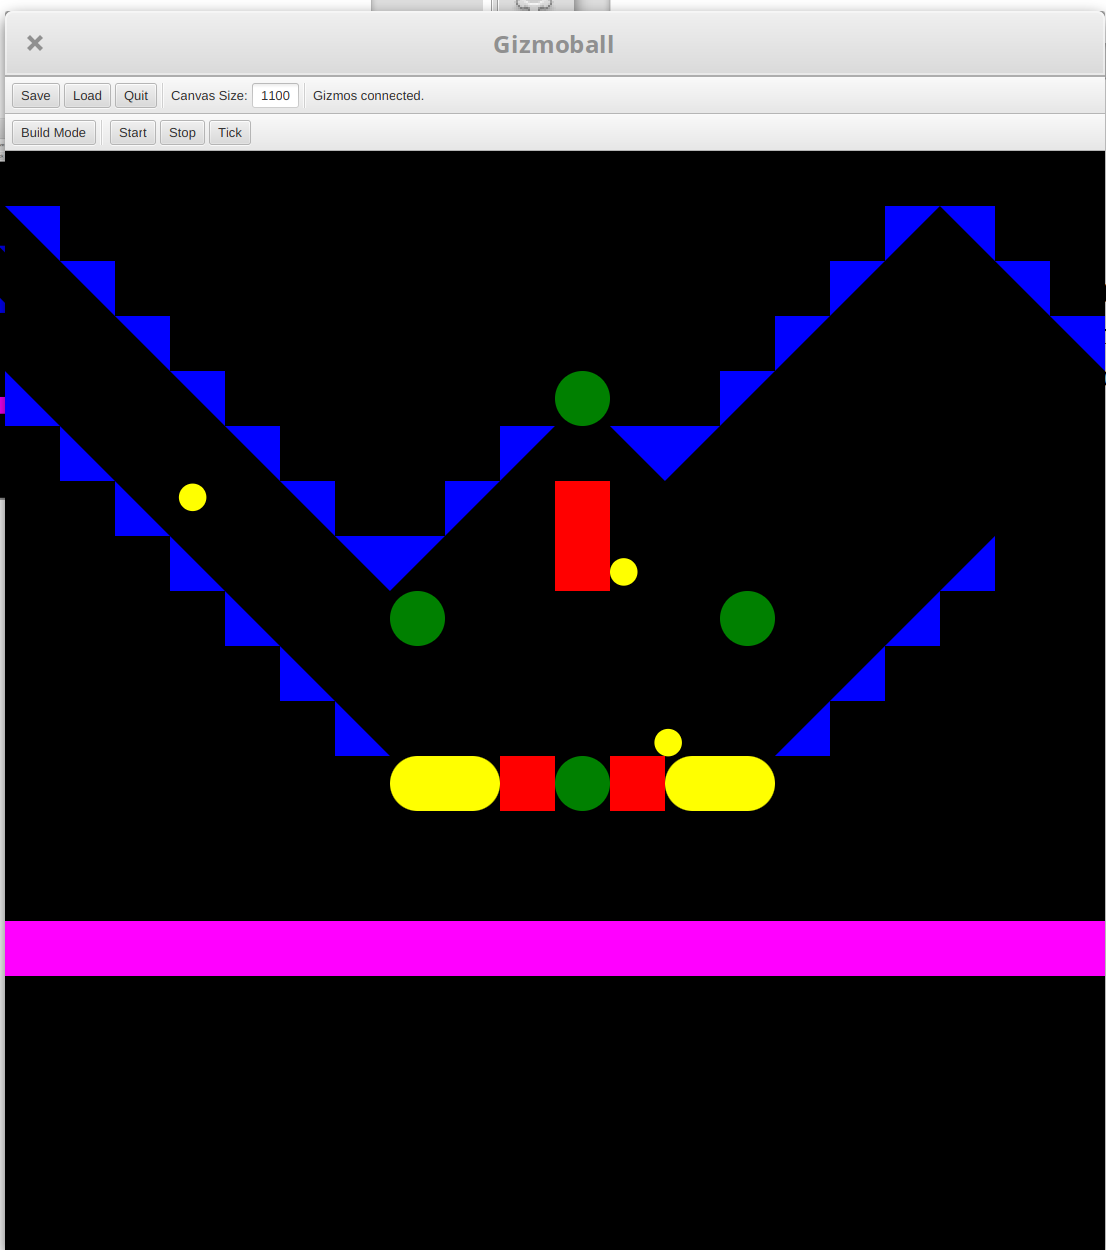 Gizmoball
Save Load Quit Canvas Size: 1100 Gizmos connected.
Build Mode Start Stop Tick